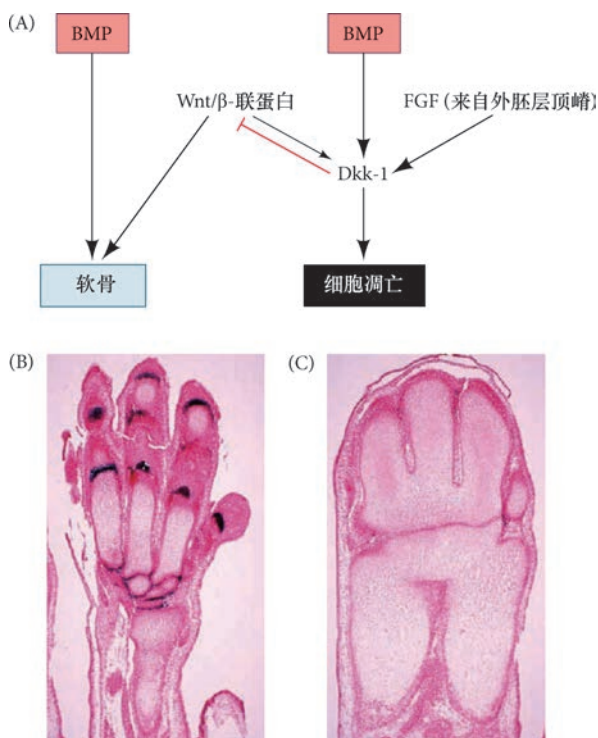 (A)
BMP
BMP
Wnt/β-联蛋白
FGF (来自外胚层顶嵴)
Dkk-1
软骨
细胞凋亡
(B)
(C)